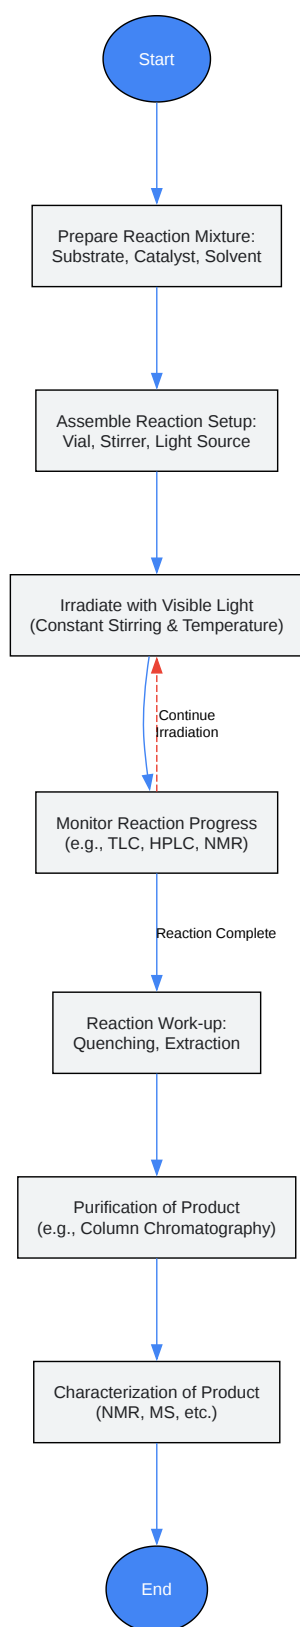 Start
Prepare Reaction Mixture:
Substrate, Catalyst, Solvent
Assemble Reaction Setup:
Vial, Stirrer, Light Source
Irradiate with Visible Light
(Constant Stirring & Temperature)
Continue
Irradiation
Monitor Reaction Progress
(e.g., TLC, HPLC, NMR)
Reaction Complete
Reaction Work-up:
Quenching, Extraction
Purification of Product
(e.g., Column Chromatography)
Characterization of Product
(NMR, MS, etc.)
End